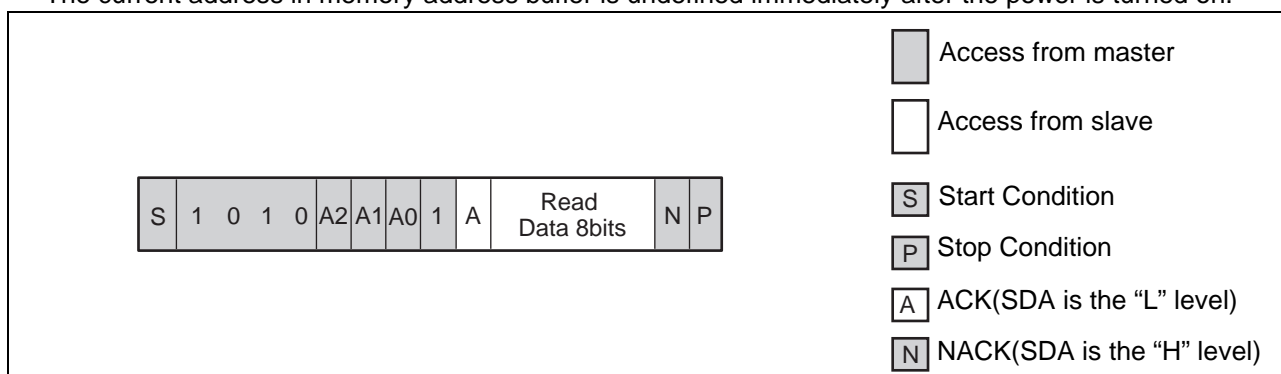 The current address in memory address buffer is undefined immediately after the power is turned on.
Access from master
Access from slave
S 1 0 1 0 A2 A1 A0 1 A Read Data 8bits N P
S Start Condition
P Stop Condition
A ACK(SDA is the “L” level)
N NACK(SDA is the “H” level)